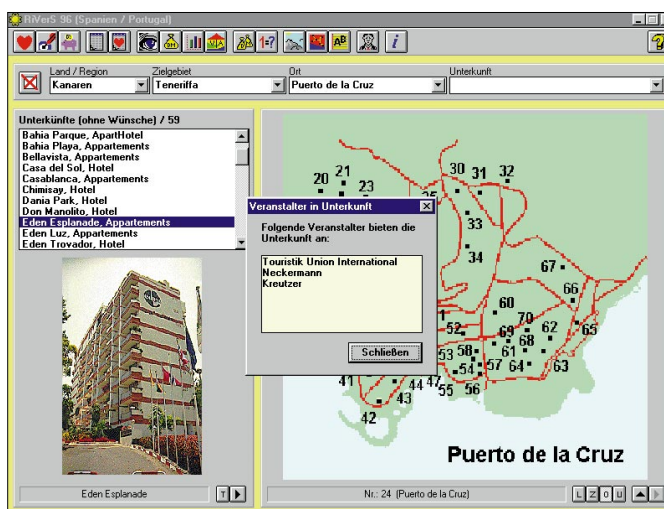 RiVerS 96 (Spanien / Portugal)
1=?
AB
i
?
Land / Region
Zielgebiet
Ort
Unterkunft
Kanaren
Teneriffa
Puerto de la Cruz
Unterkünfte (ohne Wünsche) / 59
Bahia Parque, ApartHotel
Bahia Playa, Appartements
Bellavista, Appartements
Casa del Sol, Hotel
Casablanca, Appartements
Chimisay, Hotel
Dania Park, Hotel
Don Manolito, Hotel
Eden Esplanade, Appartements
Eden Luz, Appartements
Eden Trovador, Hotel
Eden Esplanade
T
Veranstalter in Unterkunft
Folgende Veranstalter bieten die
Unterkunft an:
Touristik Union International
Neckermann
Kreutzer
Schließen
20 21 23 30 31 32
33
34
67
66
60
65
70
52 69 62
68
53 58 61
54 57 64 63
41 44 47 55 56
43
42
Puerto de la Cruz
Nr.: 24 (Puerto de la Cruz)
L Z O U